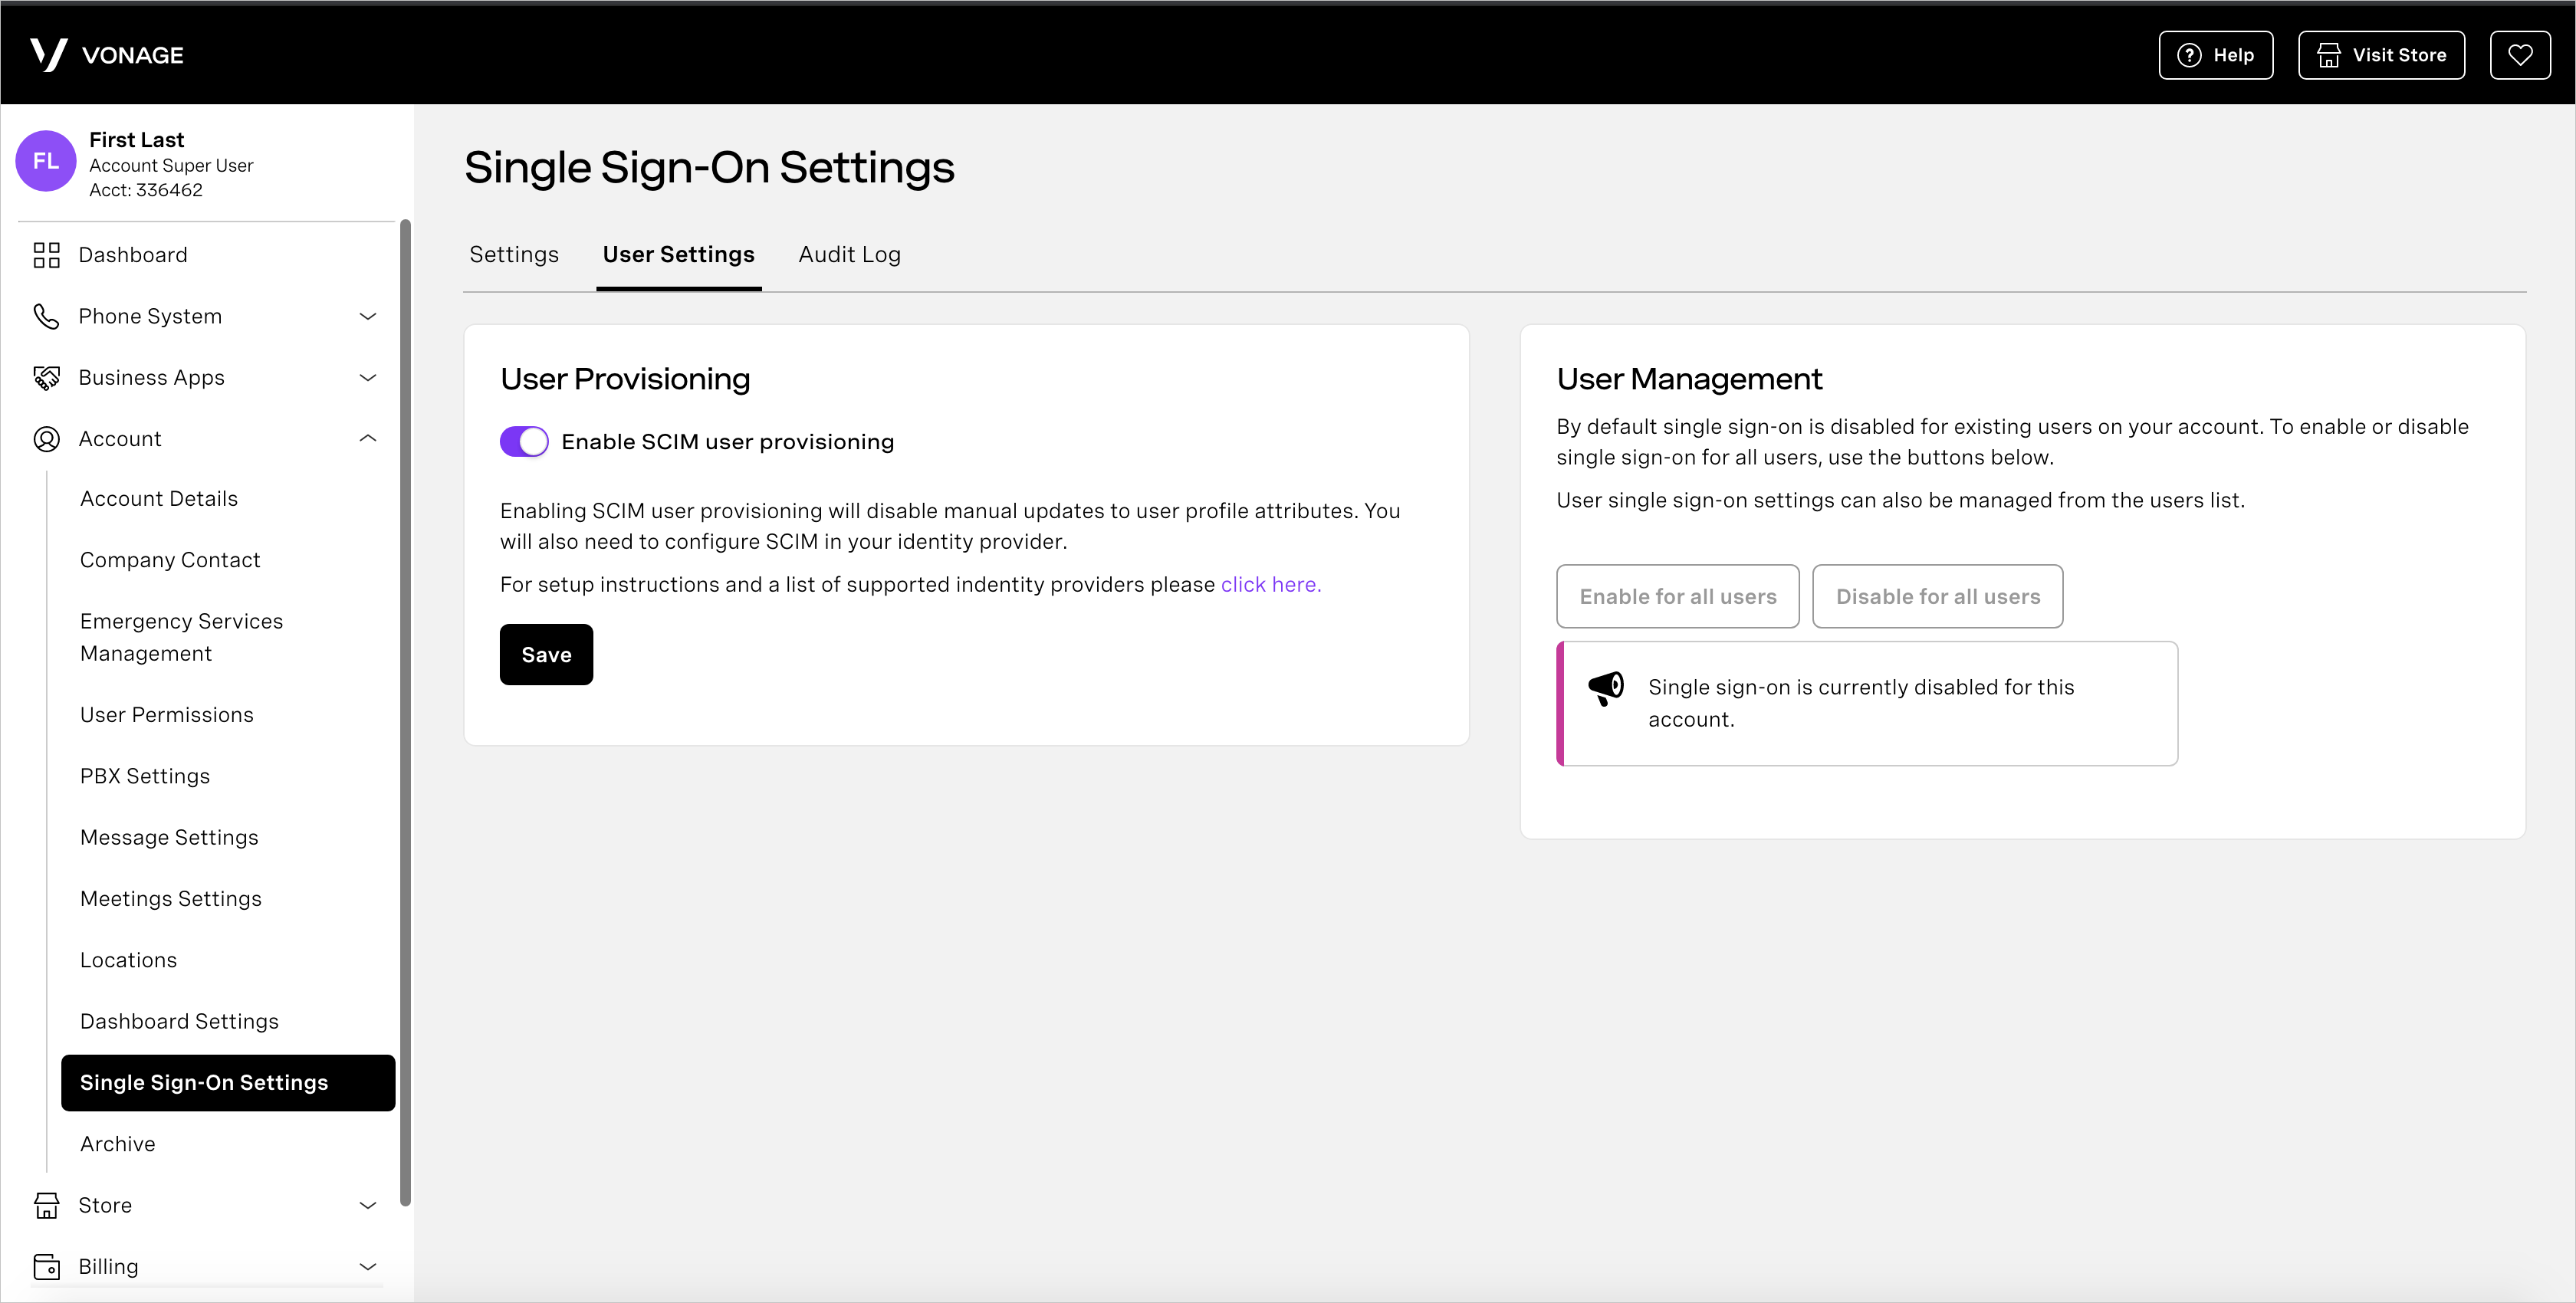 VONAGE
Help
Visit Store
FL
First Last
Account Super User
Acct: 336462
Dashboard
Phone System
Business Apps
Account
Account Details
Company Contact
Emergency Services
Management
User Permissions
PBX Settings
Message Settings
Meetings Settings
Locations
Dashboard Settings
Single Sign-On Settings
Archive
Store
Billing
Single Sign-On Settings
Settings
User Settings
Audit Log
User Provisioning
Enable SCIM user provisioning
Enabling SCIM user provisioning will disable manual updates to user profile attributes. You
will also need to configure SCIM in your identity provider.
For setup instructions and a list of supported indentity providers please click here.
Save
User Management
By default single sign-on is disabled for existing users on your account. To enable or disable
single sign-on for all users, use the buttons below.
User single sign-on settings can also be managed from the users list.
Enable for all users
Disable for all users
Single sign-on is currently disabled for this
account.